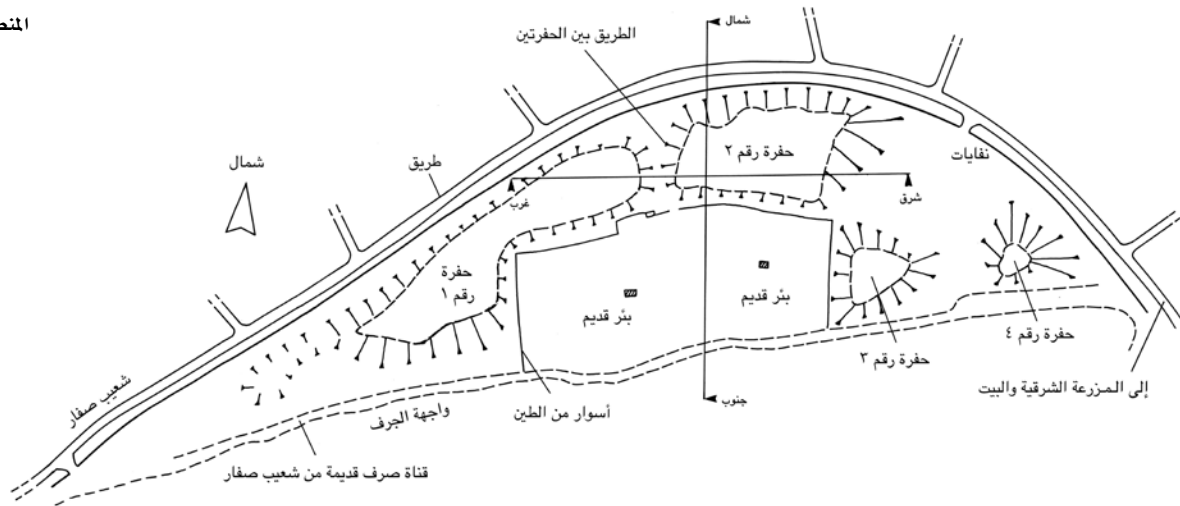 شمال
الطريق بين الحفرتين
حفرة رقم ٢
نفايات
شمال
طريق
غرب
شرق
حفرة
رقم ١
بئر قديم
بئر قديم
حفرة رقم ٤
حفرة رقم ٣
إلى المزرعة الشرقية والبيت
شعيب صفار
أسوار من الطين
جنوب
واجهة الجرف
قناة صرف قديمة من شعيب صفار